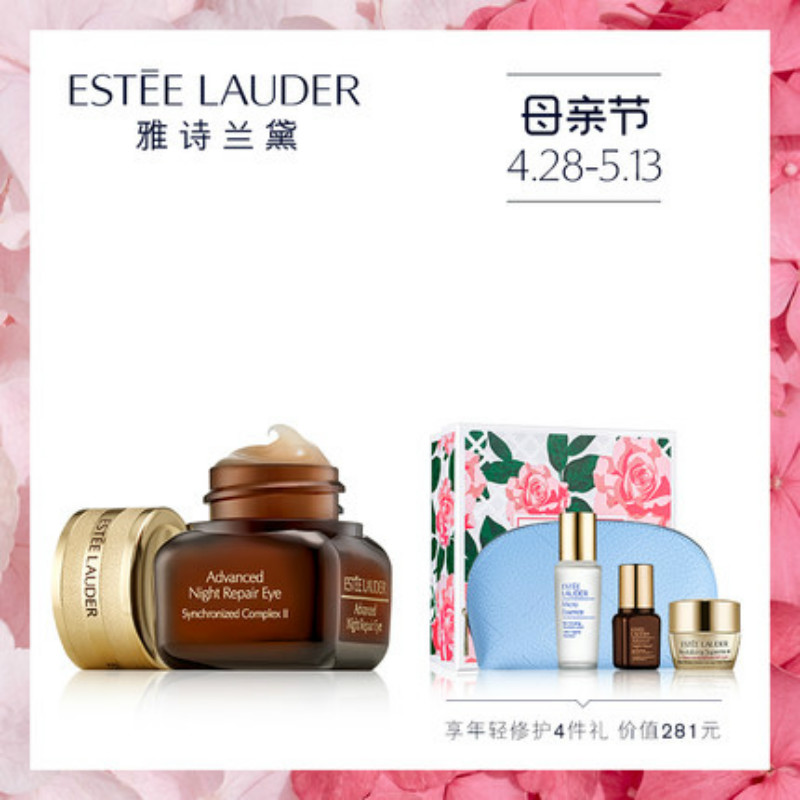 ESTĒE LAUDER
雅诗兰黛
母亲节
4.28-5.13
ESTĒE LAUDER
Advanced
Night Repair Eye
Synchronized Complex II
ESTĒE LAUDER
Advanced
Night Repair Eye
ESTĒE
LAUDER
Micro
Essence
ESTĒE LAUDER
享年轻修护4件礼 价值281元